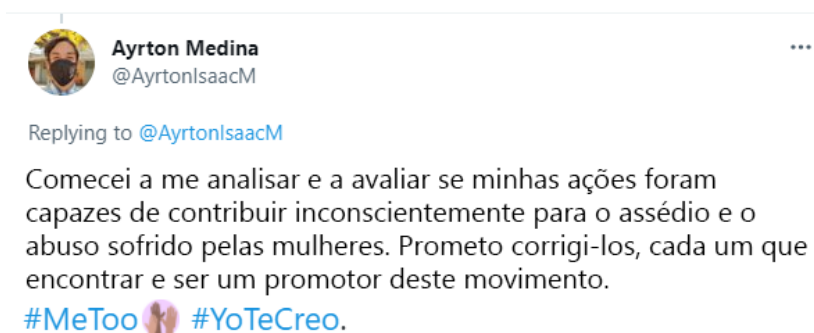 Ayrton Medina
@AyrtonIsaacM
Replying to @AyrtonIsaacM
Comecei a me analisar e a avaliar se minhas ações foram
capazes de contribuir inconscientemente para o assédio e o
abuso sofrido pelas mulheres. Prometo corrigi-los, cada um que
encontrar e ser um promotor deste movimento.
#MeToo #YoTeCreo.